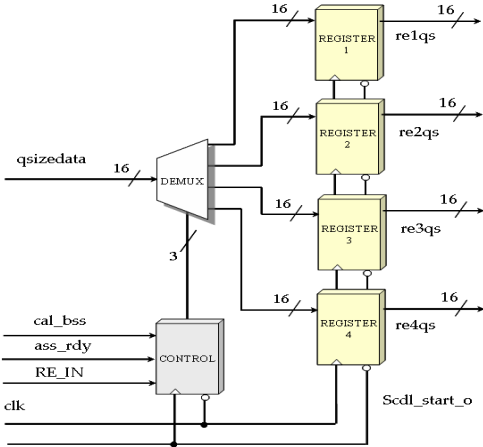 16
REGISTER
1
16
re1qs
16
REGISTER
2
16
re2qs
qsizedata
16
DEMUX
16
REGISTER
3
16
re3qs
3
16
REGISTER
4
16
re4qs
cal_bss
ass_rdy
RE_IN
CONTROL
clk
Scdl_start_o